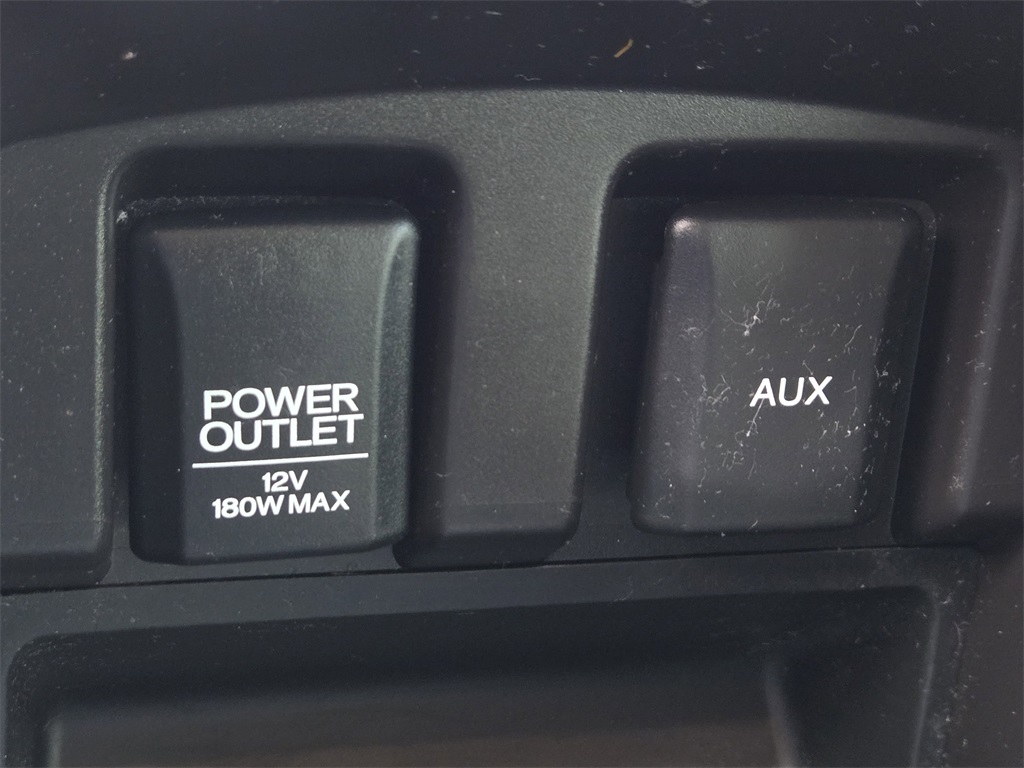 POWER
OUTLET
12V
180W MAX
AUX